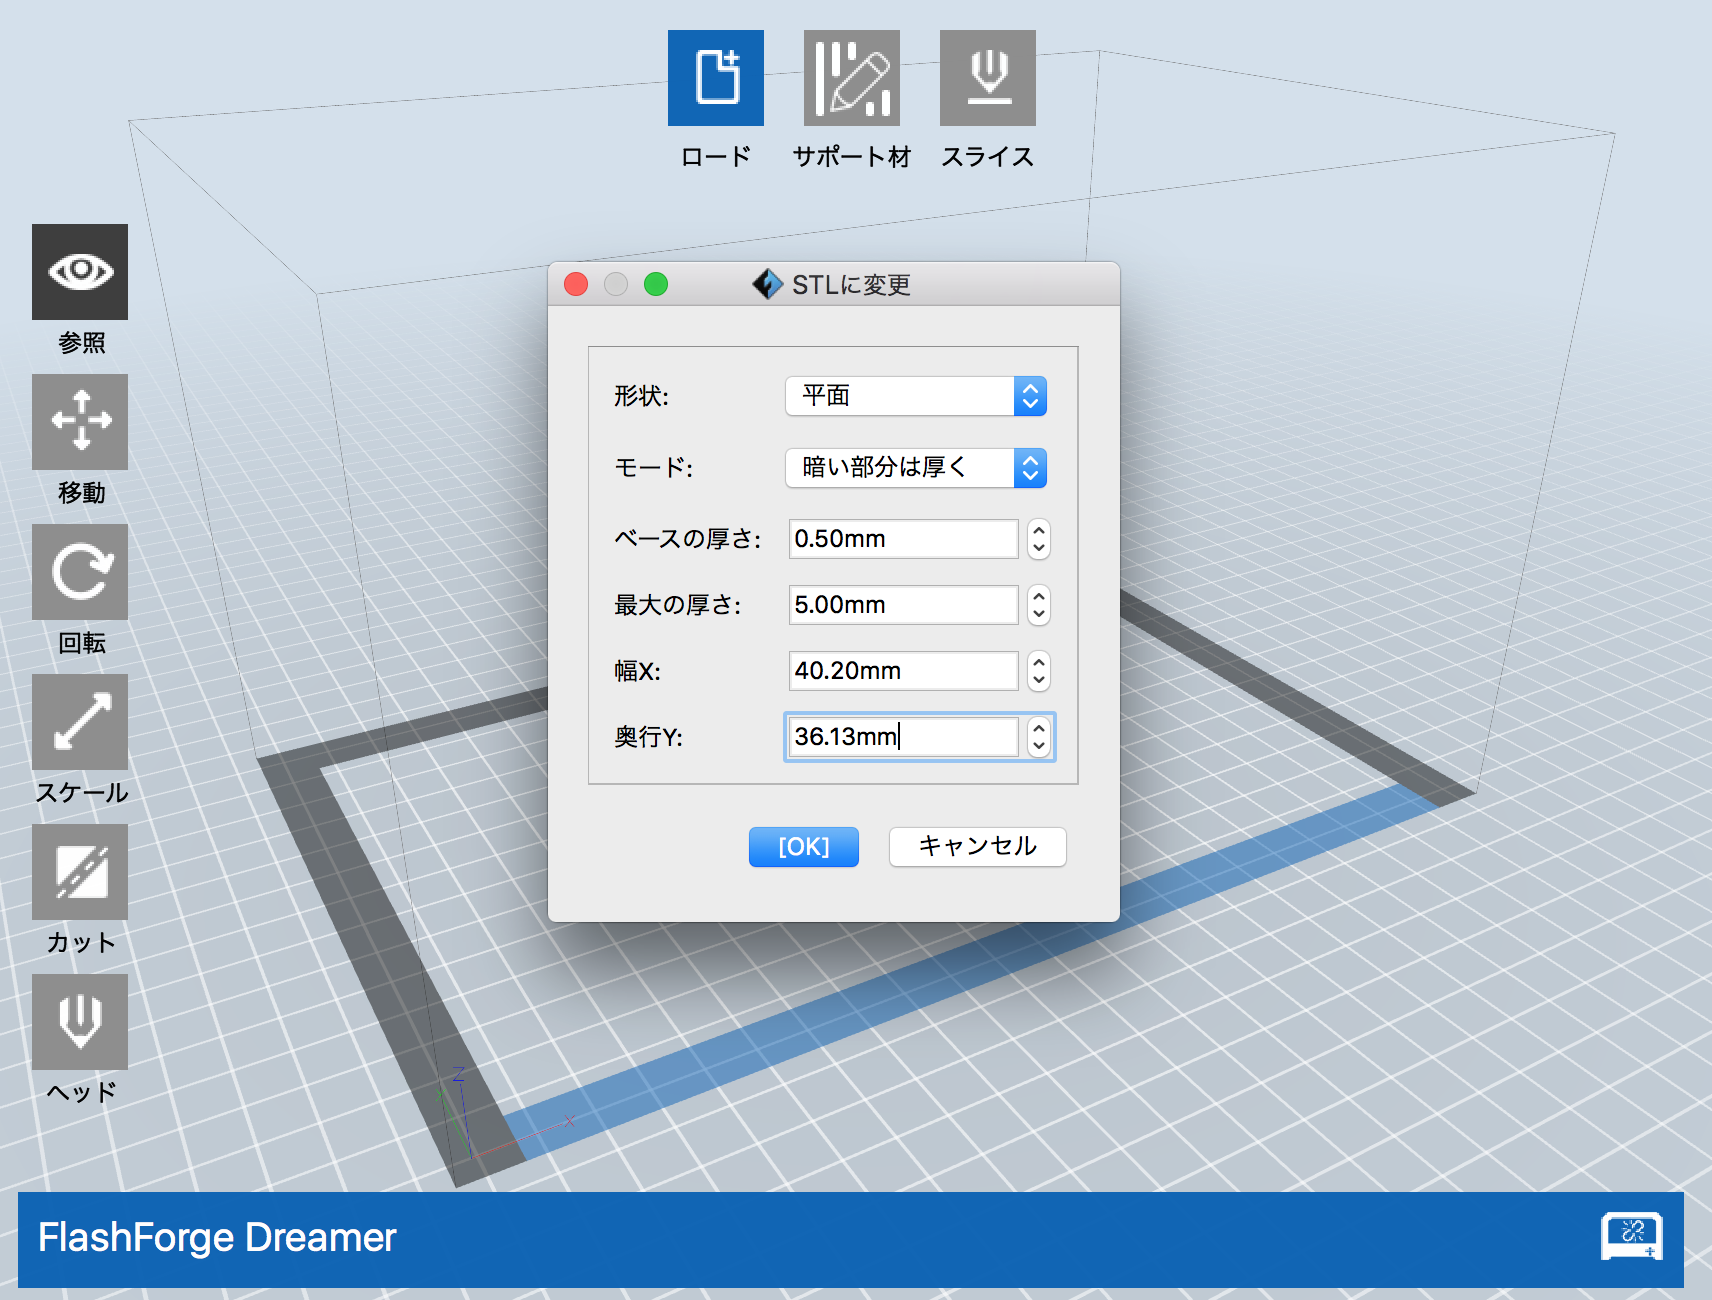 ロード
サポート材
スライス
参照
移動
回転
スケール
カット
ヘッド
STLに変更
形状: 平面
モード: 暗い部分は厚く
ベースの厚さ: 0.50mm
最大の厚さ: 5.00mm
幅X: 40.20mm
奥行Y: 36.13mm
[OK] キャンセル
Z
Y
X
FlashForge Dreamer